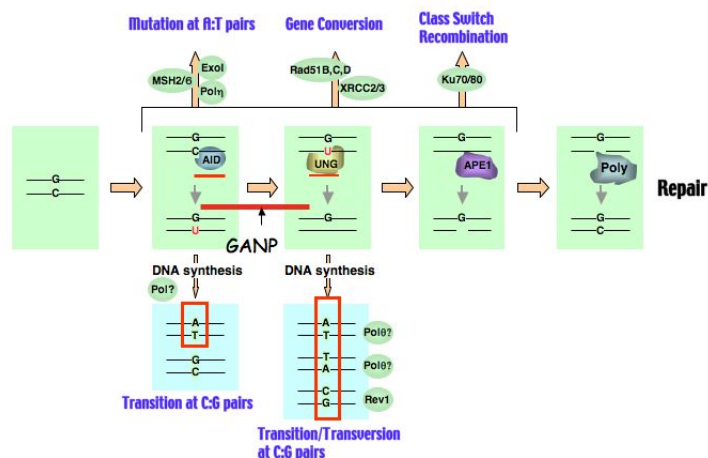 Mutation at A:T pairs
Gene Conversion
Class Switch
Recombination
MSH2/6
ExoI
Polη
Rad51B,C,D
XRCC2/3
Ku70/80
G
C
G
C
AID
G
U
G
U
UNG
G
G
APE1
G
G
Poly
G
C
Repair
GANP
DNA synthesis
DNA synthesis
Pol?
A
T
G
C
Transition at C:G pairs
A
T
Polθ?
T
A
Polθ?
C
G
Rev1
Transition/Transversion
at C:G pairs